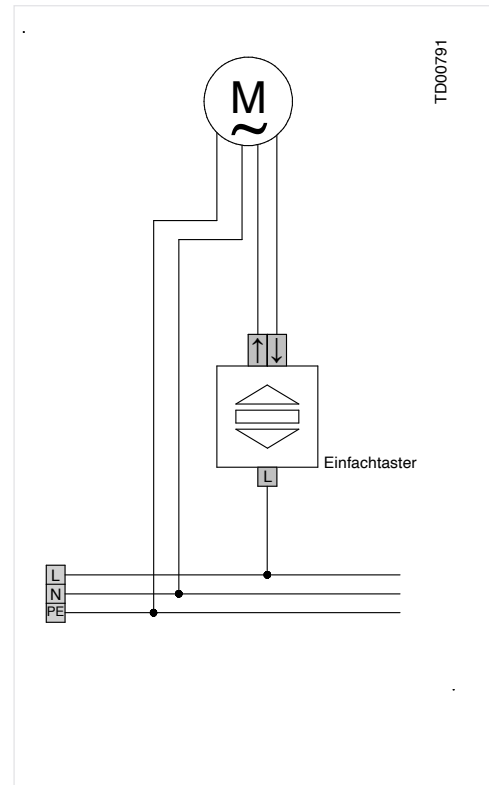 TD00791
M
~
↑ ↓
Einfachtaster
L
L
N
PE